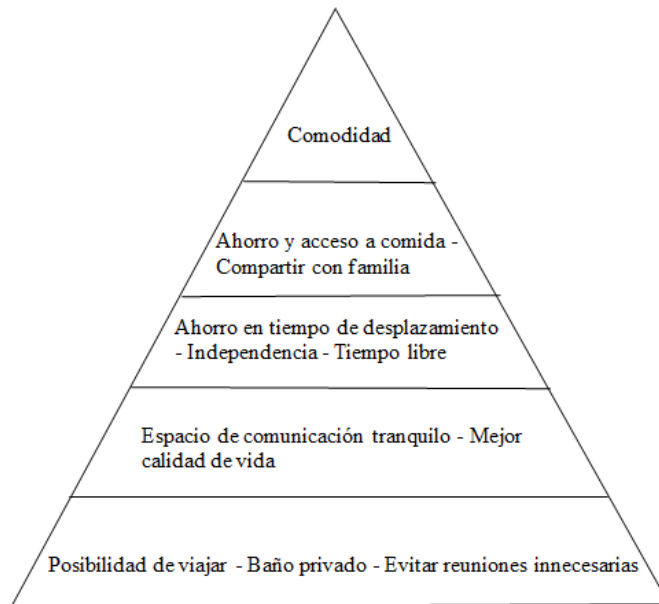 Comodidad
Ahorro y acceso a comida -
Compartir con familia
Ahorro en tiempo de desplazamiento
- Independencia - Tiempo libre
Espacio de comunicación tranquilo - Mejor
calidad de vida
Posibilidad de viajar - Baño privado - Evitar reuniones innecesarias